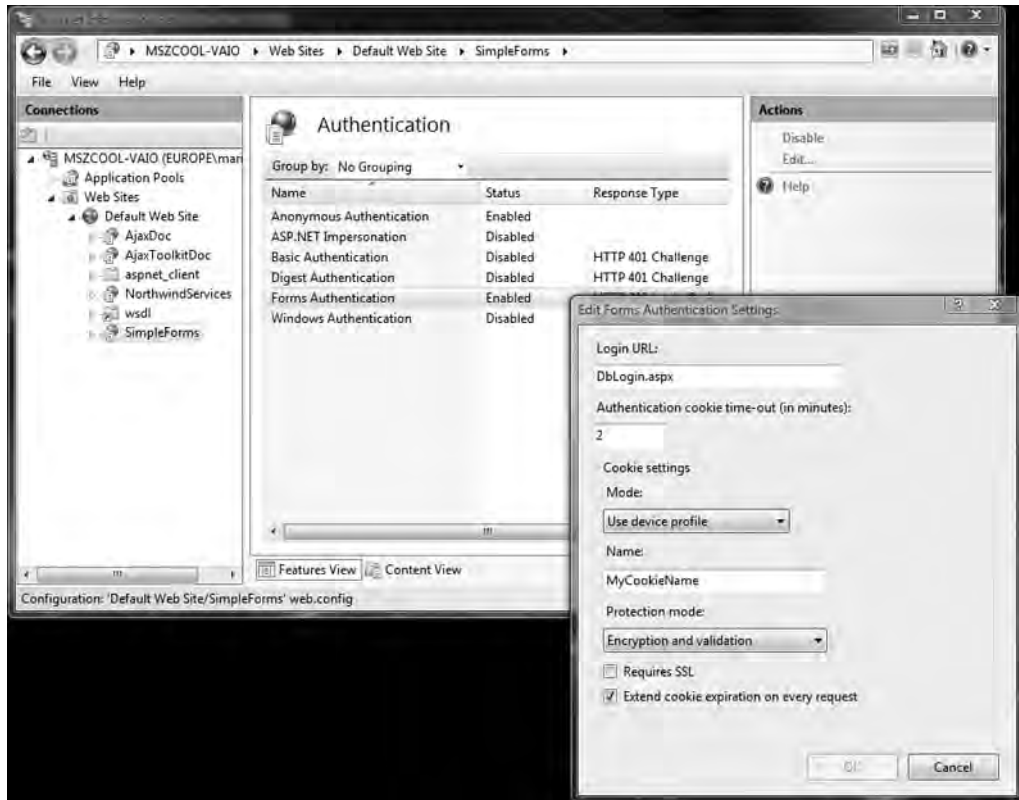 MSZCOOL-VAIO Web Sites Default Web Site SimpleForms
File View Help
Connections
MSZCOOL-VAIO (EUROPE\mari
Application Pools
Web Sites
Default Web Site
AjaxDoc
AjaxToolkitDoc
aspnet_client
NorthwindServices
wsdl
SimpleForms
Authentication
Group by: No Grouping
Name Status Response Type
Anonymous Authentication Enabled
ASP.NET Impersonation Disabled
Basic Authentication Disabled HTTP 401 Challenge
Digest Authentication Disabled HTTP 401 Challenge
Forms Authentication Enabled
Windows Authentication Disabled
Features View Content View
Actions
Disable
Edit...
Help
Configuration: 'Default Web Site/SimpleForms' web.config
Edit Forms Authentication Settings
Login URL:
DbLogin.aspx
Authentication cookie time-out (in minutes):
2
Cookie settings
Mode:
Use device profile
Name:
MyCookieName
Protection mode:
Encryption and validation
Requires SSL
Extend cookie expiration on every request
OK Cancel